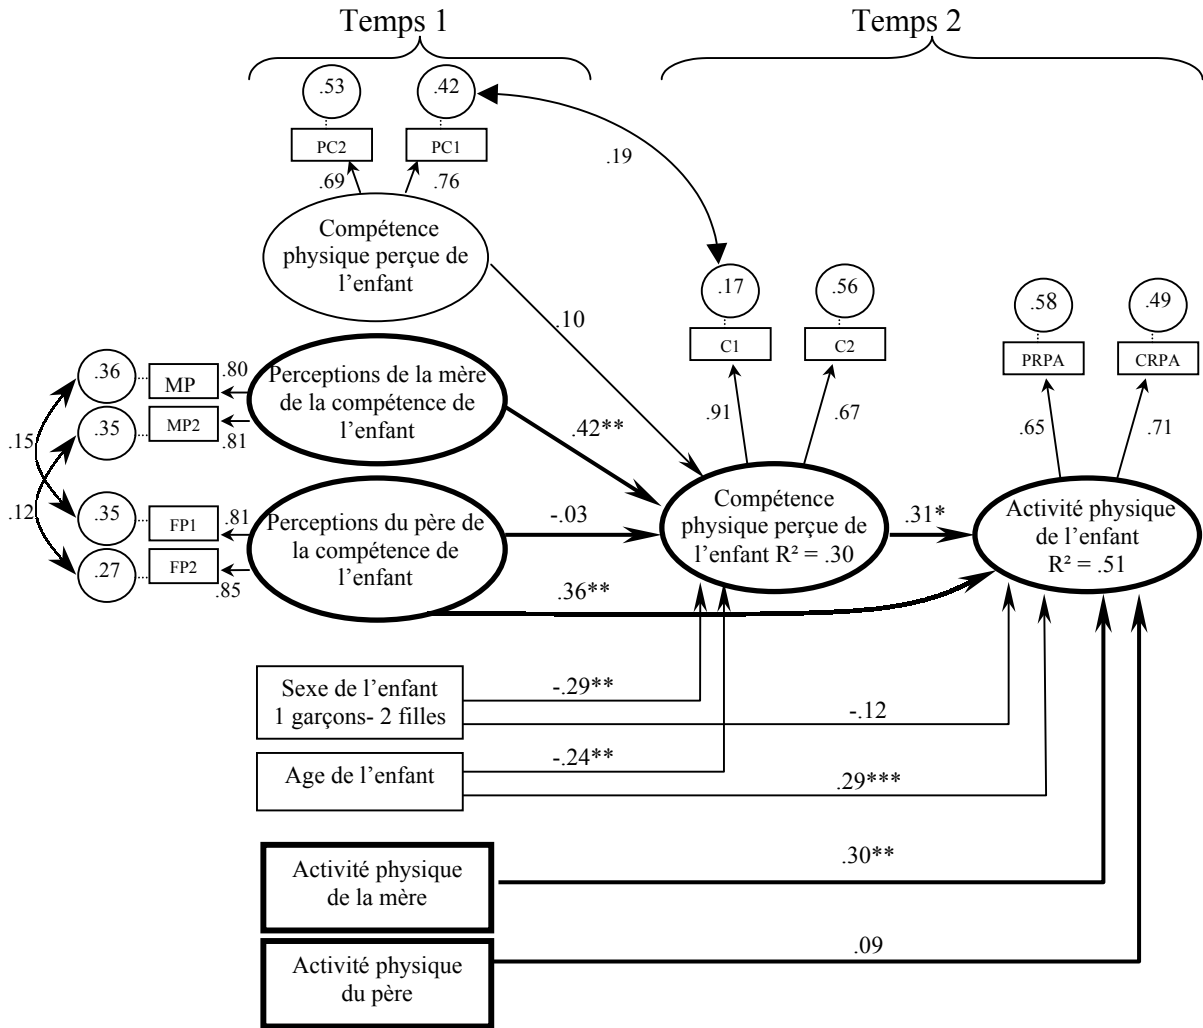 Temps 1
Temps 2
.53
.42
PC2
PC1
.19
.69
.76
Compétence
physique perçue de
l’enfant
.17
.56
.58
.49
.10
C1
C2
PRPA
CRPA
.36
MP
.80
Perceptions de la mère
de la compétence de
l’enfant
.35
MP2
.81
.42**
.91
.67
.65
.71
.15
.12
.35
FP1
.81
.27
FP2
.85
Perceptions du père de
la compétence de
l’enfant
-.03
Compétence
physique perçue de
l’enfant R² = .30
.31*
Activité physique
de l’enfant
R² = .51
.36**
Sexe de l’enfant
1 garçons- 2 filles
-.29**
-.12
Age de l’enfant
-.24**
.29***
Activité physique
de la mère
.30**
Activité physique
du père
.09